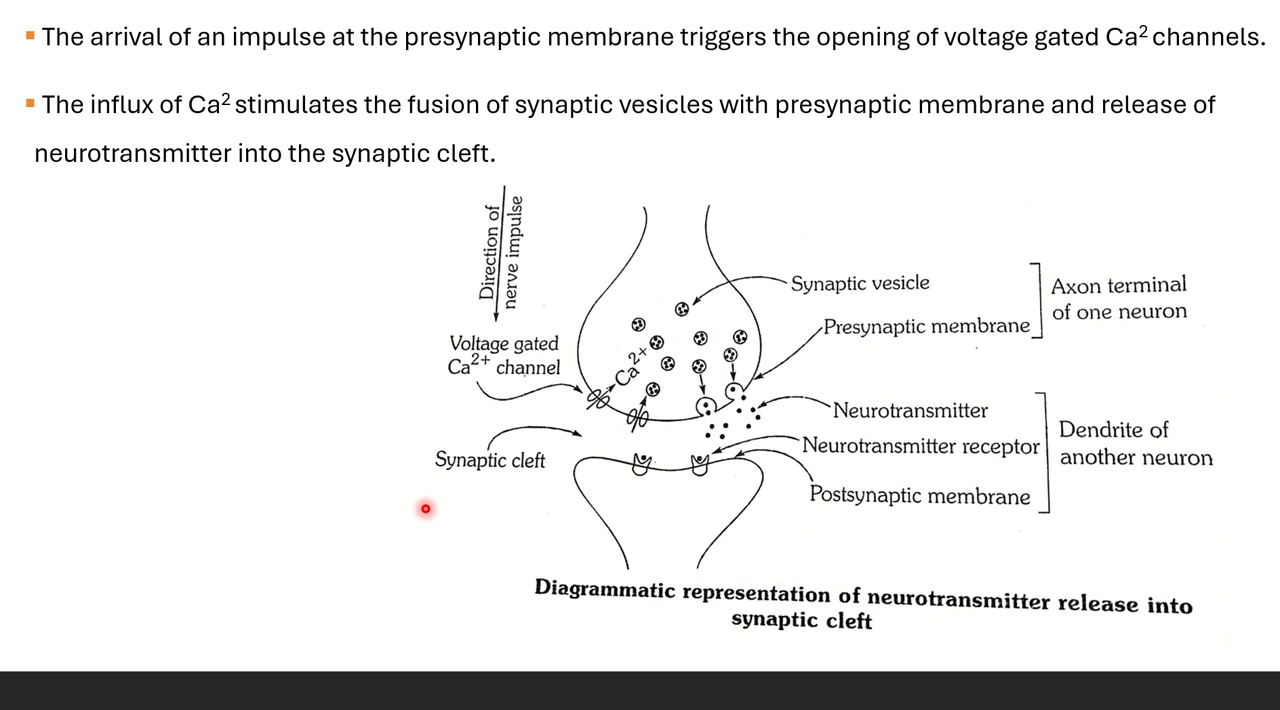 ▪ The arrival of an impulse at the presynaptic membrane triggers the opening of voltage gated Ca² channels.
▪ The influx of Ca² stimulates the fusion of synaptic vesicles with presynaptic membrane and release of
neurotransmitter into the synaptic cleft.
Direction of
nerve impulse
Synaptic vesicle
Axon terminal
of one neuron
Presynaptic membrane
Voltage gated
Ca2+ channel
Ca2+
Neurotransmitter
Neurotransmitter receptor
Dendrite of
another neuron
Synaptic cleft
Postsynaptic membrane
Diagrammatic representation of neurotransmitter release into
synaptic cleft